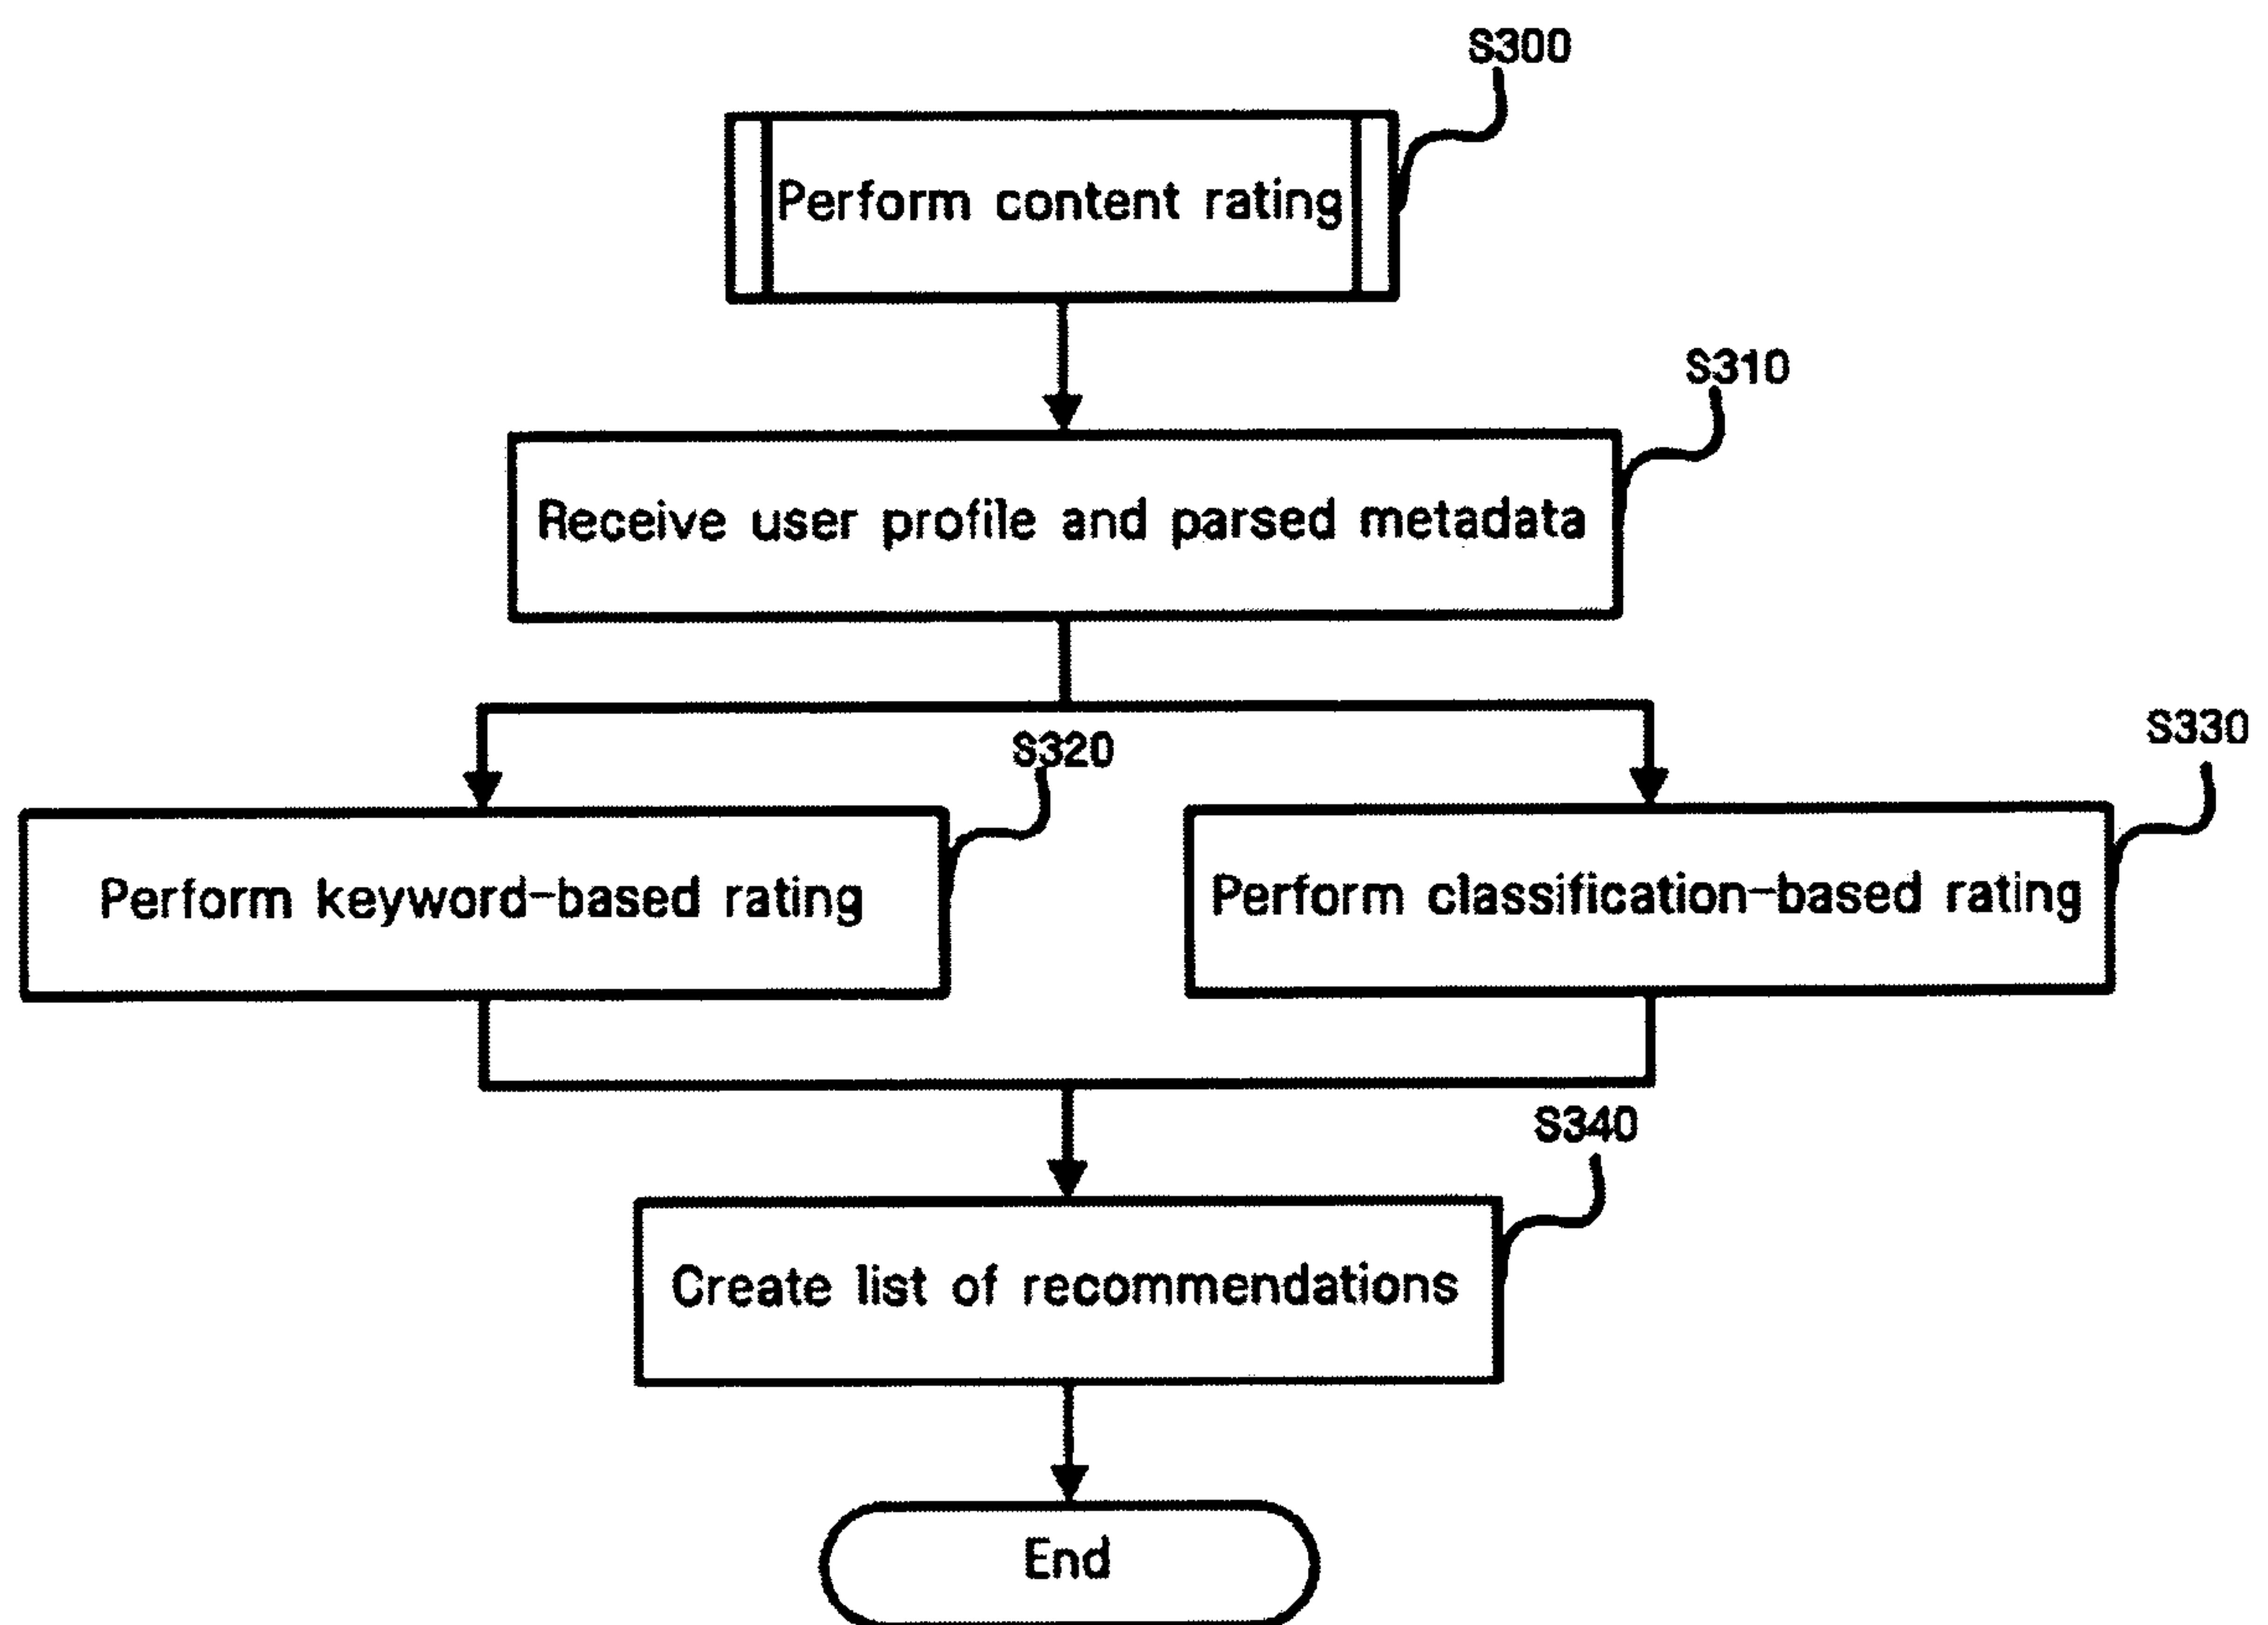 S300
Perform content rating
S310
Receive user profile and parsed metadata
S320
S330
Perform keyword-based rating
Perform classification-based rating
S340
Create list of recommendations
End